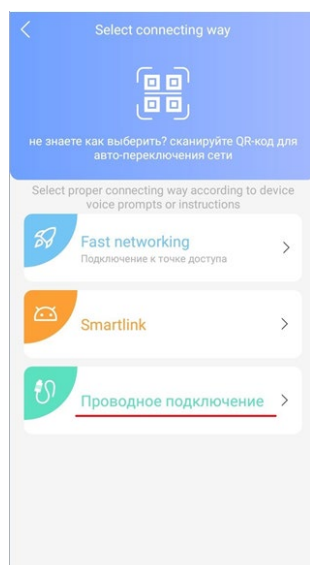 Select connecting way
не знаете как выберить? сканируйте QR-код для
авто-переключения сети
Select proper connecting way according to device
voice prompts or instructions
Fast networking
Подключение к точке доступа
Smartlink
Проводное подключение